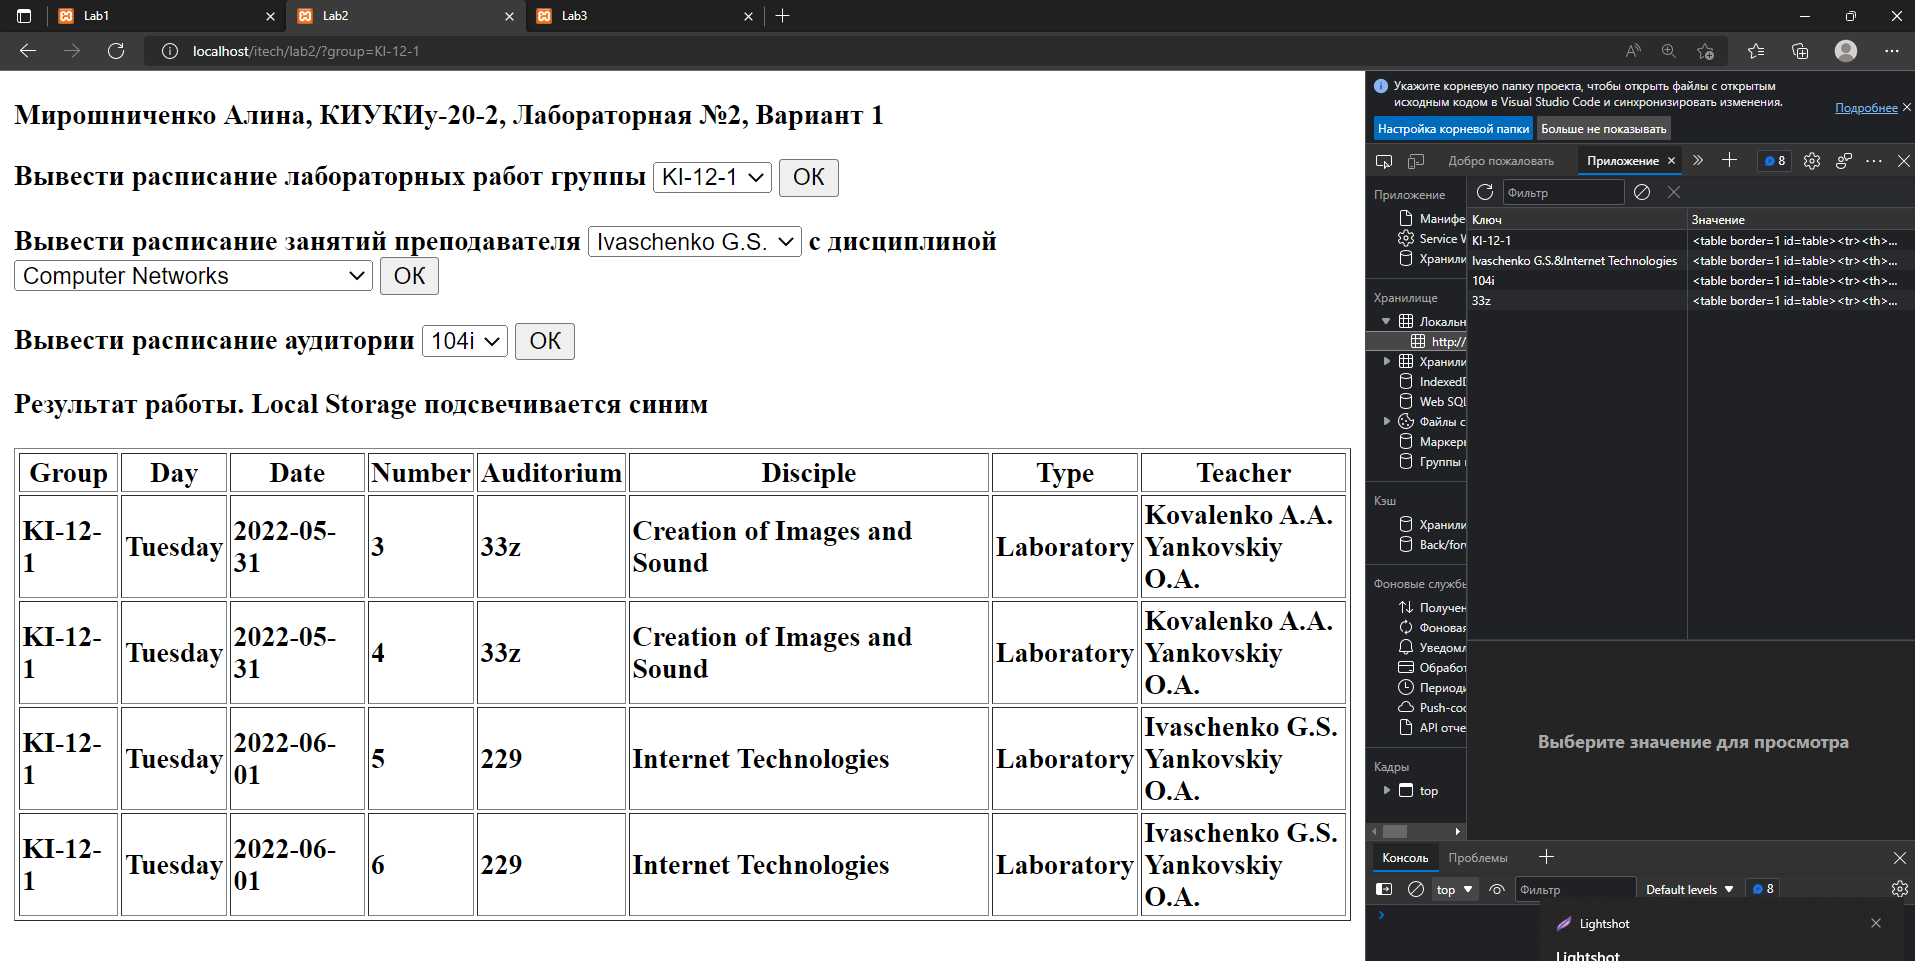 Lab1
Lab2
Lab3
localhost/itech/lab2/?group=KI-12-1
Мирошниченко Алина, КИУКИу-20-2, Лабораторная №2, Вариант 1
Вывести расписание лабораторных работ группы KI-12-1 OK
Вывести расписание занятий преподавателя Ivaschenko G.S. с дисциплиной
Computer Networks OK
Вывести расписание аудитории 104i OK
Результат работы. Local Storage подсвечивается синим
Group Day Date Number Auditorium Disciple Type Teacher
KI-12-1 Tuesday 2022-05-31 3 33z Creation of Images and Sound Laboratory Kovalenko A.A. Yankovskiy O.A.
KI-12-1 Tuesday 2022-05-31 4 33z Creation of Images and Sound Laboratory Kovalenko A.A. Yankovskiy O.A.
KI-12-1 Tuesday 2022-06-01 5 229 Internet Technologies Laboratory Ivaschenko G.S. Yankovskiy O.A.
KI-12-1 Tuesday 2022-06-01 6 229 Internet Technologies Laboratory Ivaschenko G.S. Yankovskiy O.A.
Укажите корневую папку проекта, чтобы открыть файлы с открытым
исходным кодом в Visual Studio Code и синхронизировать изменения.
Подробнее
Настройка корневой папки Больше не показывать
Добро пожаловать Приложение 8
Приложение
Манифе
Service W
Хранили
Хранилище
Локальн
http://
Хранили
IndexedD
Web SQL
Файлы с
Маркеры
Группы
Кэш
Хранили
Back/for
Фоновые службы
Получен
Фоновая
Уведомл
Обработ
Период
Push-соо
API отче
Кадры
top
Фильтр
Ключ Значение
KI-12-1 <table border=1 id=table><tr><th>...
Ivaschenko G.S.&Internet Technologies <table border=1 id=table><tr><th>...
104i <table border=1 id=table><tr><th>...
33z <table border=1 id=table><tr><th>...
Выберите значение для просмотра
Консоль Проблемы
top Фильтр Default levels 8
Lightshot
Lightshot